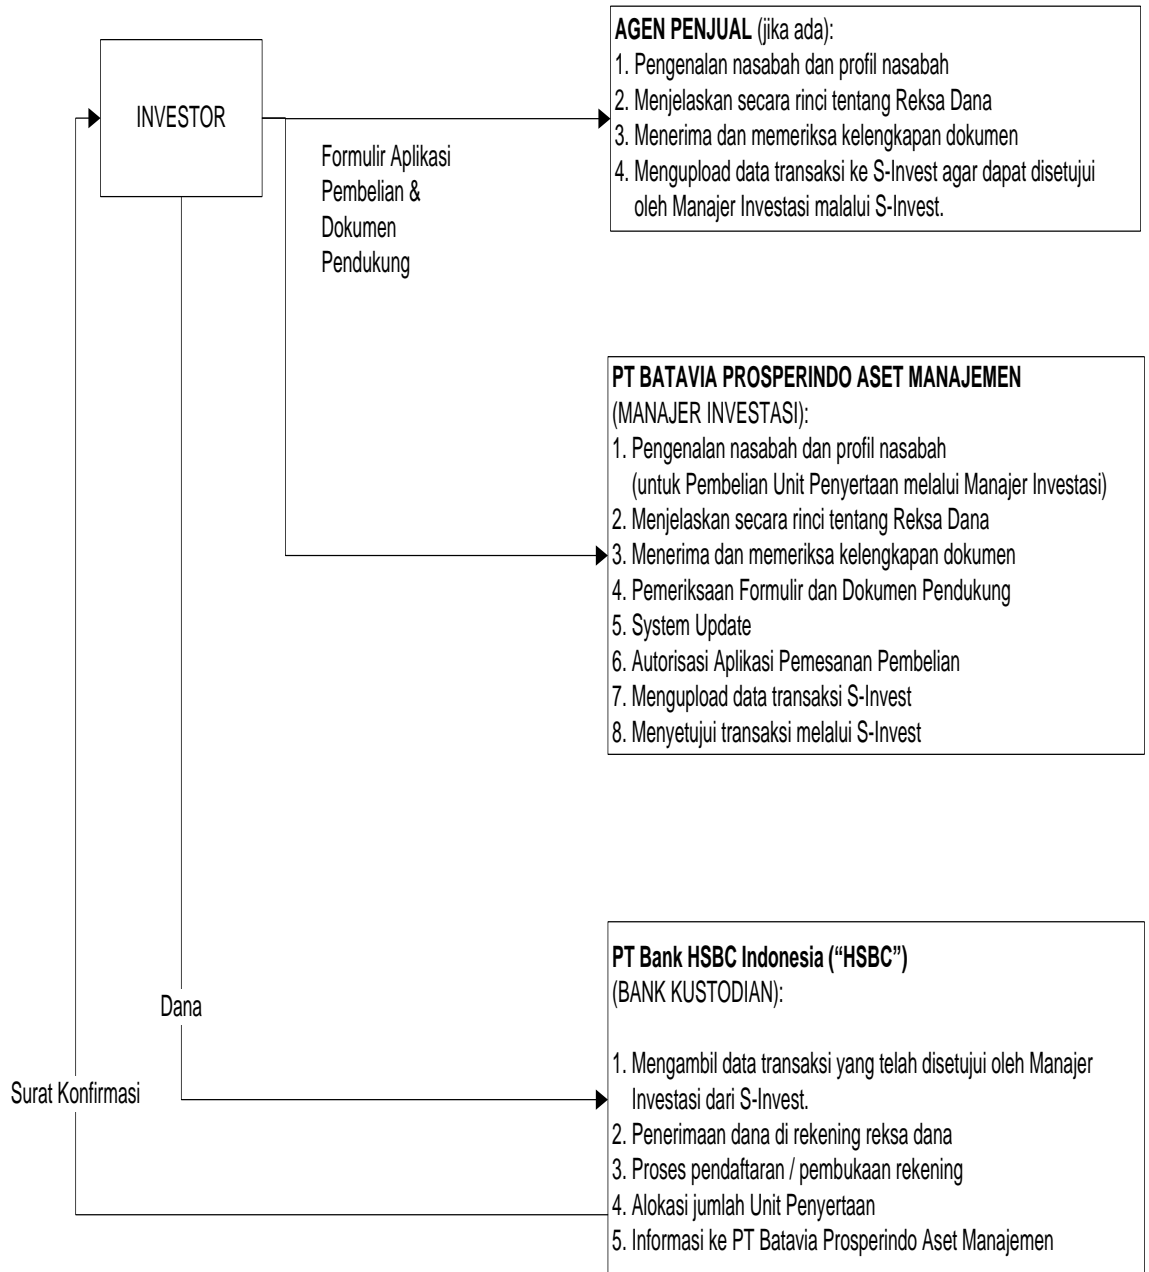 INVESTOR
Formulir Aplikasi
Pembelian &
Dokumen
Pendukung
AGEN PENJUAL (jika ada):
1. Pengenalan nasabah dan profil nasabah
2. Menjelaskan secara rinci tentang Reksa Dana
3. Menerima dan memeriksa kelengkapan dokumen
4. Mengupload data transaksi ke S-Invest agar dapat disetujui
oleh Manajer Investasi malalui S-Invest.
PT BATAVIA PROSPERINDO ASET MANAJEMEN
(MANAJER INVESTASI):
1. Pengenalan nasabah dan profil nasabah
(untuk Pembelian Unit Penyertaan melalui Manajer Investasi)
2. Menjelaskan secara rinci tentang Reksa Dana
3. Menerima dan memeriksa kelengkapan dokumen
4. Pemeriksaan Formulir dan Dokumen Pendukung
5. System Update
6. Autorisasi Aplikasi Pemesanan Pembelian
7. Mengupload data transaksi S-Invest
8. Menyetujui transaksi melalui S-Invest
Dana
Surat Konfirmasi
PT Bank HSBC Indonesia (“HSBC”)
(BANK KUSTODIAN):
1. Mengambil data transaksi yang telah disetujui oleh Manajer
Investasi dari S-Invest.
2. Penerimaan dana di rekening reksa dana
3. Proses pendaftaran / pembukaan rekening
4. Alokasi jumlah Unit Penyertaan
5. Informasi ke PT Batavia Prosperindo Aset Manajemen